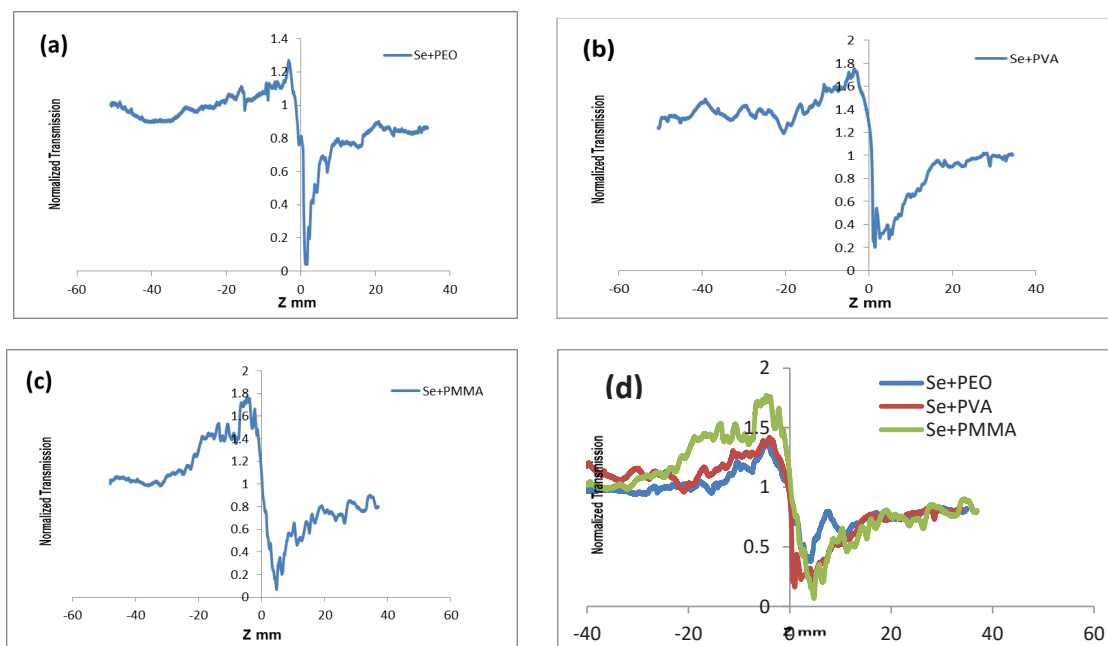 (a)
Se+PEO
Normalized Transmission
1.4
1.2
1
0.8
0.6
0.4
0.2
0
-60 -40 -20 0 20 40
Z mm
(b)
Se+PVA
Normalized Transmission
2
1.8
1.6
1.4
1.2
1
0.8
0.6
0.4
0.2
0
-60 -40 -20 0 20 40
Z mm
(c)
Se+PMMA
Normalized Transmission
2
1.8
1.6
1.4
1.2
1
0.8
0.6
0.4
0.2
0
-60 -40 -20 0 20 40 60
Z mm
(d)
Se+PEO
Se+PVA
Se+PMMA
Normalized Transmission
2
1.5
1
0.5
0
-40 -20 0 20 40 60
Z mm